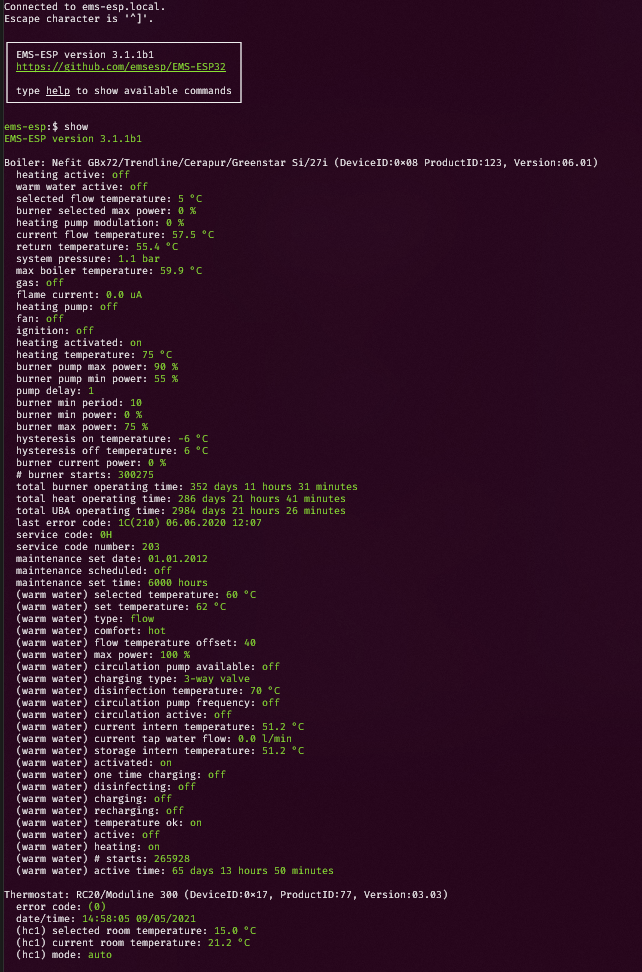 Connected to ems-esp.local.
Escape character is '^]'.
EMS-ESP version 3.1.1b1
https://github.com/emsesp/EMS-ESP32
type help to show available commands
ems-esp:$ show
EMS-ESP version 3.1.1b1
Boiler: Nefit GBx72/Trendline/Cerapur/Greenstar Si/27i (DeviceID:0×08 ProductID:123, Version:06.01)
heating active: off
warm water active: off
selected flow temperature: 5 °C
burner selected max power: 0 %
heating pump modulation: 0 %
current flow temperature: 57.5 °C
return temperature: 55.4 °C
system pressure: 1.1 bar
max boiler temperature: 59.9 °C
gas: off
flame current: 0.0 uA
heating pump: off
fan: off
ignition: off
heating activated: on
heating temperature: 75 °C
burner pump max power: 90 %
burner pump min power: 55 %
pump delay: 1
burner min period: 10
burner min power: 0 %
burner max power: 75 %
hysteresis on temperature: -6 °C
hysteresis off temperature: 6 °C
burner current power: 0 %
# burner starts: 300275
total burner operating time: 352 days 11 hours 31 minutes
total heat operating time: 286 days 21 hours 41 minutes
total UBA operating time: 2984 days 21 hours 26 minutes
last error code: 1C(210) 06.06.2020 12:07
service code: 0H
service code number: 203
maintenance set date: 01.01.2012
maintenance scheduled: off
maintenance set time: 6000 hours
(warm water) selected temperature: 60 °C
(warm water) set temperature: 62 °C
(warm water) type: flow
(warm water) comfort: hot
(warm water) flow temperature offset: 40
(warm water) max power: 100 %
(warm water) circulation pump available: off
(warm water) charging type: 3-way valve
(warm water) disinfection temperature: 70 °C
(warm water) circulation pump frequency: off
(warm water) circulation active: off
(warm water) current intern temperature: 51.2 °C
(warm water) current tap water flow: 0.0 l/min
(warm water) storage intern temperature: 51.2 °C
(warm water) activated: on
(warm water) one time charging: off
(warm water) disinfecting: off
(warm water) charging: off
(warm water) recharging: off
(warm water) temperature ok: on
(warm water) active: off
(warm water) heating: on
(warm water) # starts: 265928
(warm water) active time: 65 days 13 hours 50 minutes
Thermostat: RC20/Moduline 300 (DeviceID:0×17, ProductID:77, Version:03.03)
error code: (0)
date/time: 14:58:05 09/05/2021
(hc1) selected room temperature: 15.0 °C
(hc1) current room temperature: 21.2 °C
(hc1) mode: auto